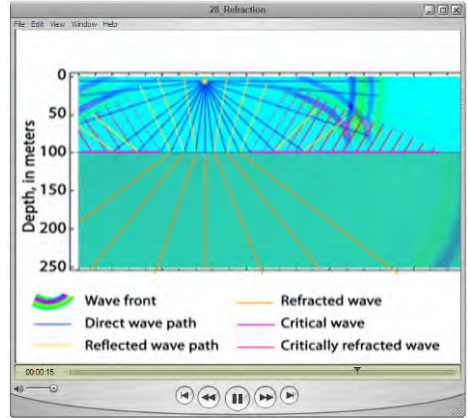 28_Refraction
File Edit View Window Help
0
50
100
150
200
250
Depth, in meters
Wave front
Refracted wave
Direct wave path
Critical wave
Reflected wave path
Critically refracted wave
00:00:15